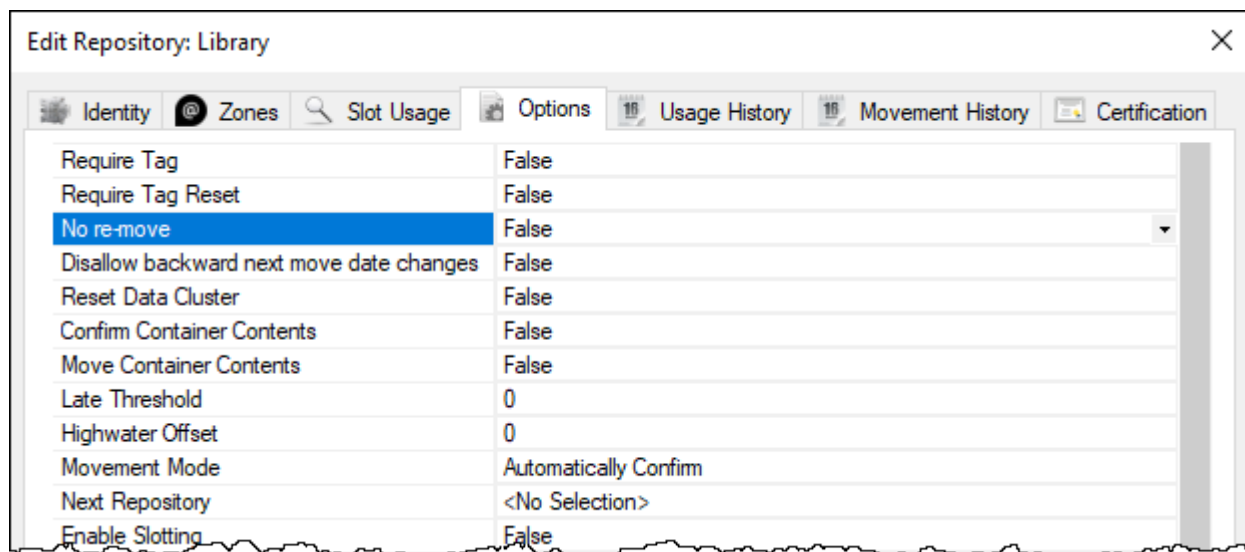 Edit Repository: Library
Identity Zones Slot Usage Options Usage History Movement History Certification
Require Tag False
Require Tag Reset False
No re-move False
Disallow backward next move date changes False
Reset Data Cluster False
Confirm Container Contents False
Move Container Contents False
Late Threshold 0
Highwater Offset 0
Movement Mode Automatically Confirm
Next Repository <No Selection>
Enable Slotting False